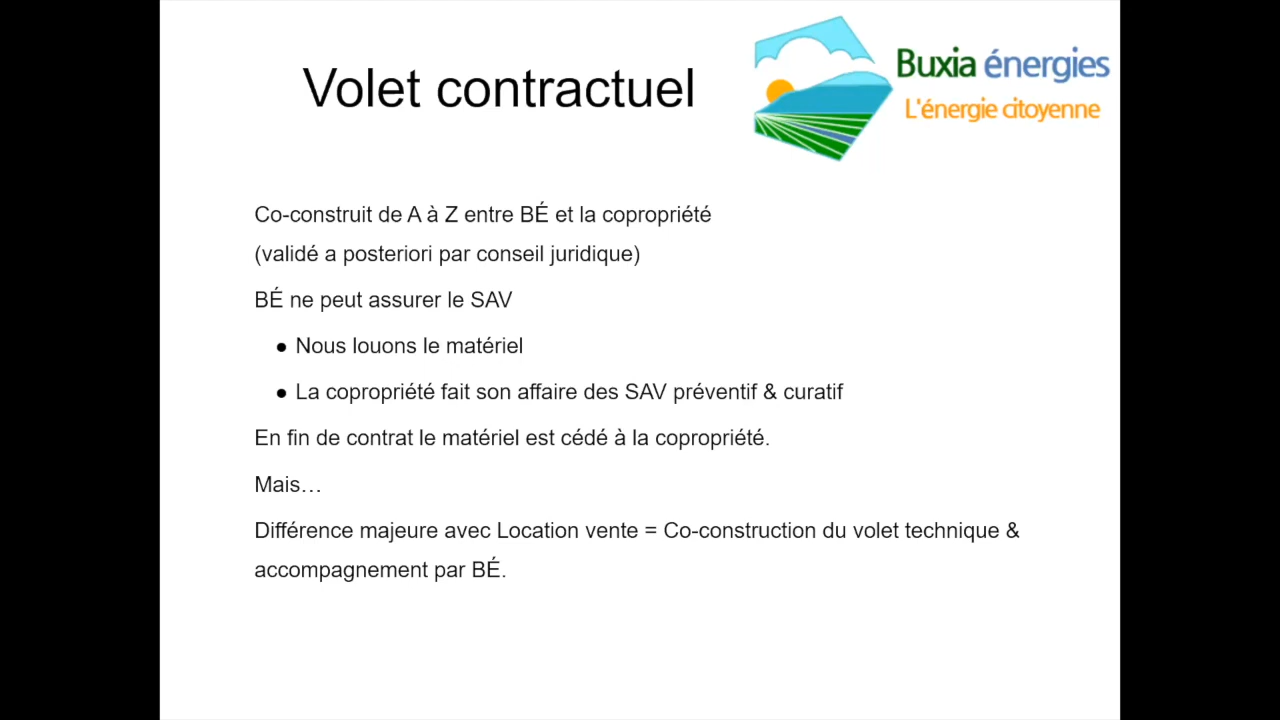 Volet contractuel
Buxia énergies
L'énergie citoyenne
Co-construit de A à Z entre BÉ et la copropriété
(validé a posteriori par conseil juridique)
BÉ ne peut assurer le SAV
● Nous louons le matériel
● La copropriété fait son affaire des SAV préventif & curatif
En fin de contrat le matériel est cédé à la copropriété.
Mais…
Différence majeure avec Location vente = Co-construction du volet technique &
accompagnement par BÉ.